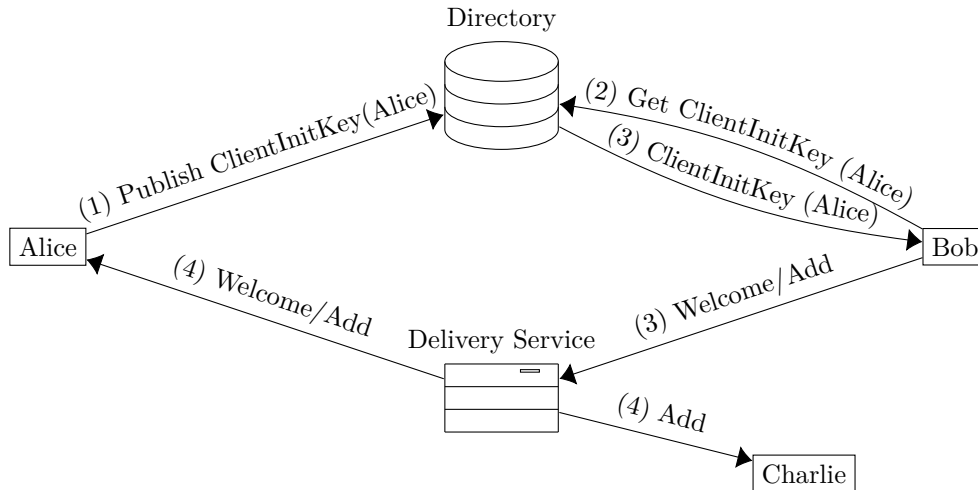 Directory
(1) Publish ClientInitKey(Alice)
(2) Get ClientInitKey (Alice)
(3) ClientInitKey (Alice)
Alice
Bob
(4) Welcome/Add
(3) Welcome/Add
Delivery Service
(4) Add
Charlie